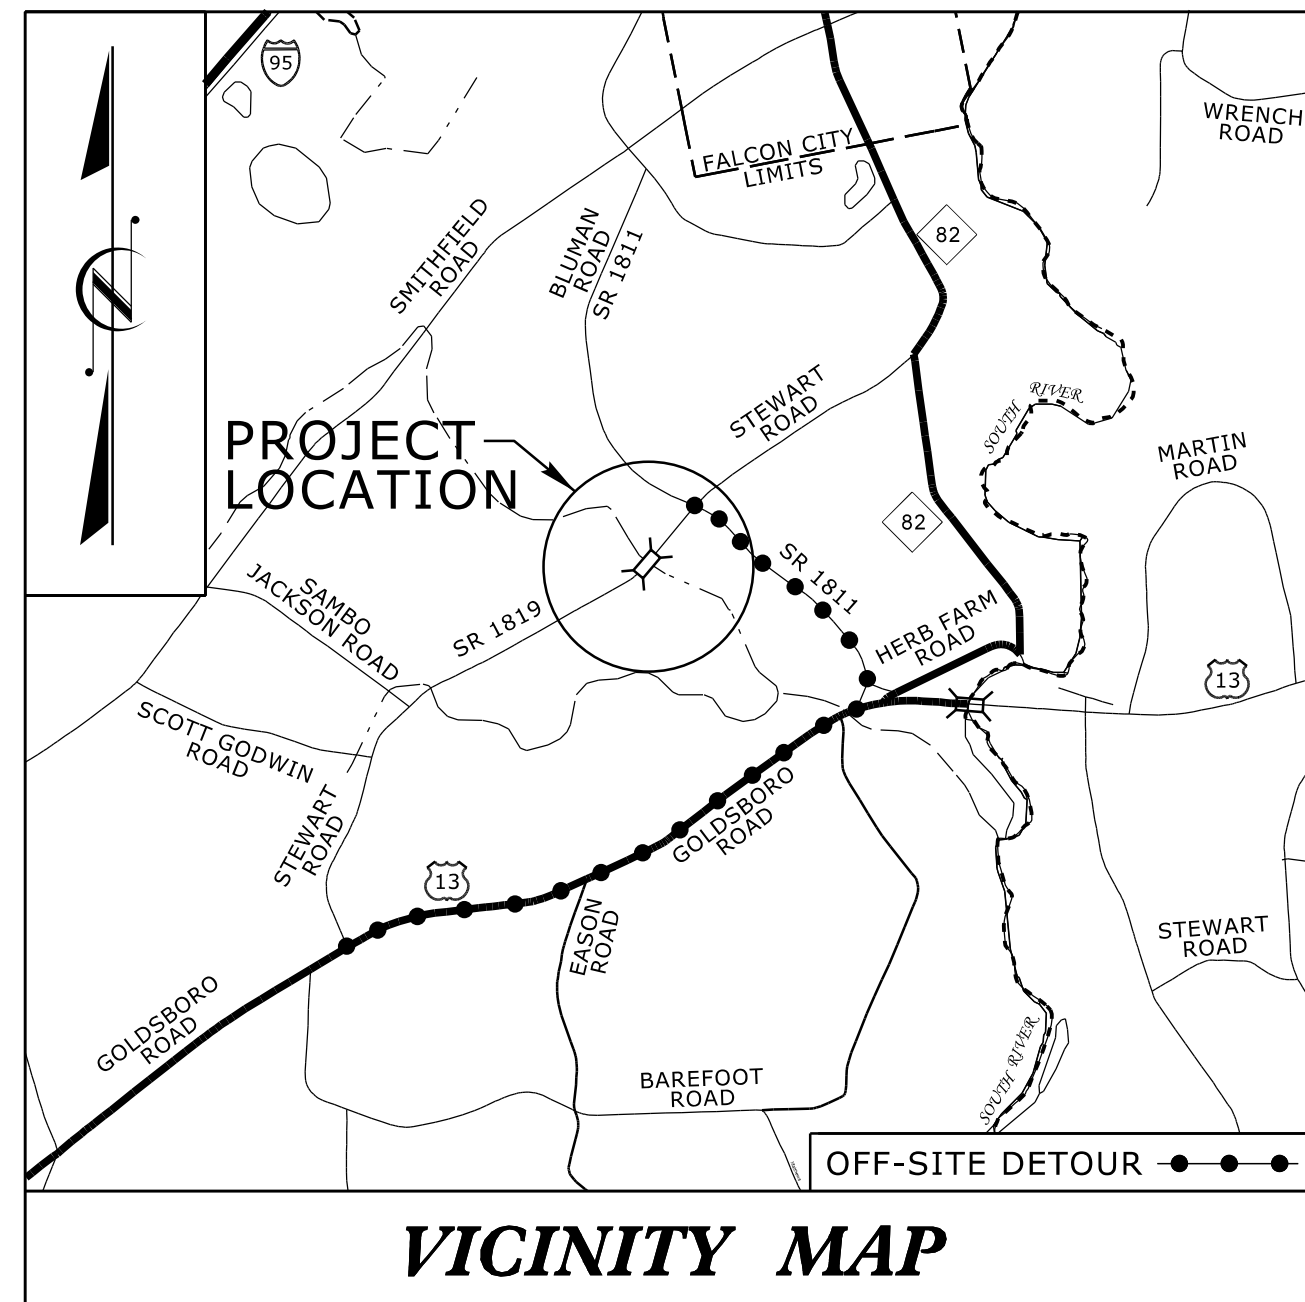 95
WRENCH
ROAD
FALCON CITY
LIMITS
82
SMITHFIELD
ROAD
BLUMAN
ROAD
SR 1811
STEWART
ROAD
SOUTH RIVER
PROJECT
LOCATION
MARTIN
ROAD
82
SR 1811
SAMBO
JACKSON ROAD
SR 1819
HERB FARM
ROAD
13
SCOTT GODWIN
ROAD
STEWART
ROAD
GOLDSBORO
ROAD
13
EASON
ROAD
STEWART
ROAD
GOLDSBORO
ROAD
SOUTH RIVER
BAREFOOT
ROAD
OFF-SITE DETOUR
VICINITY MAP